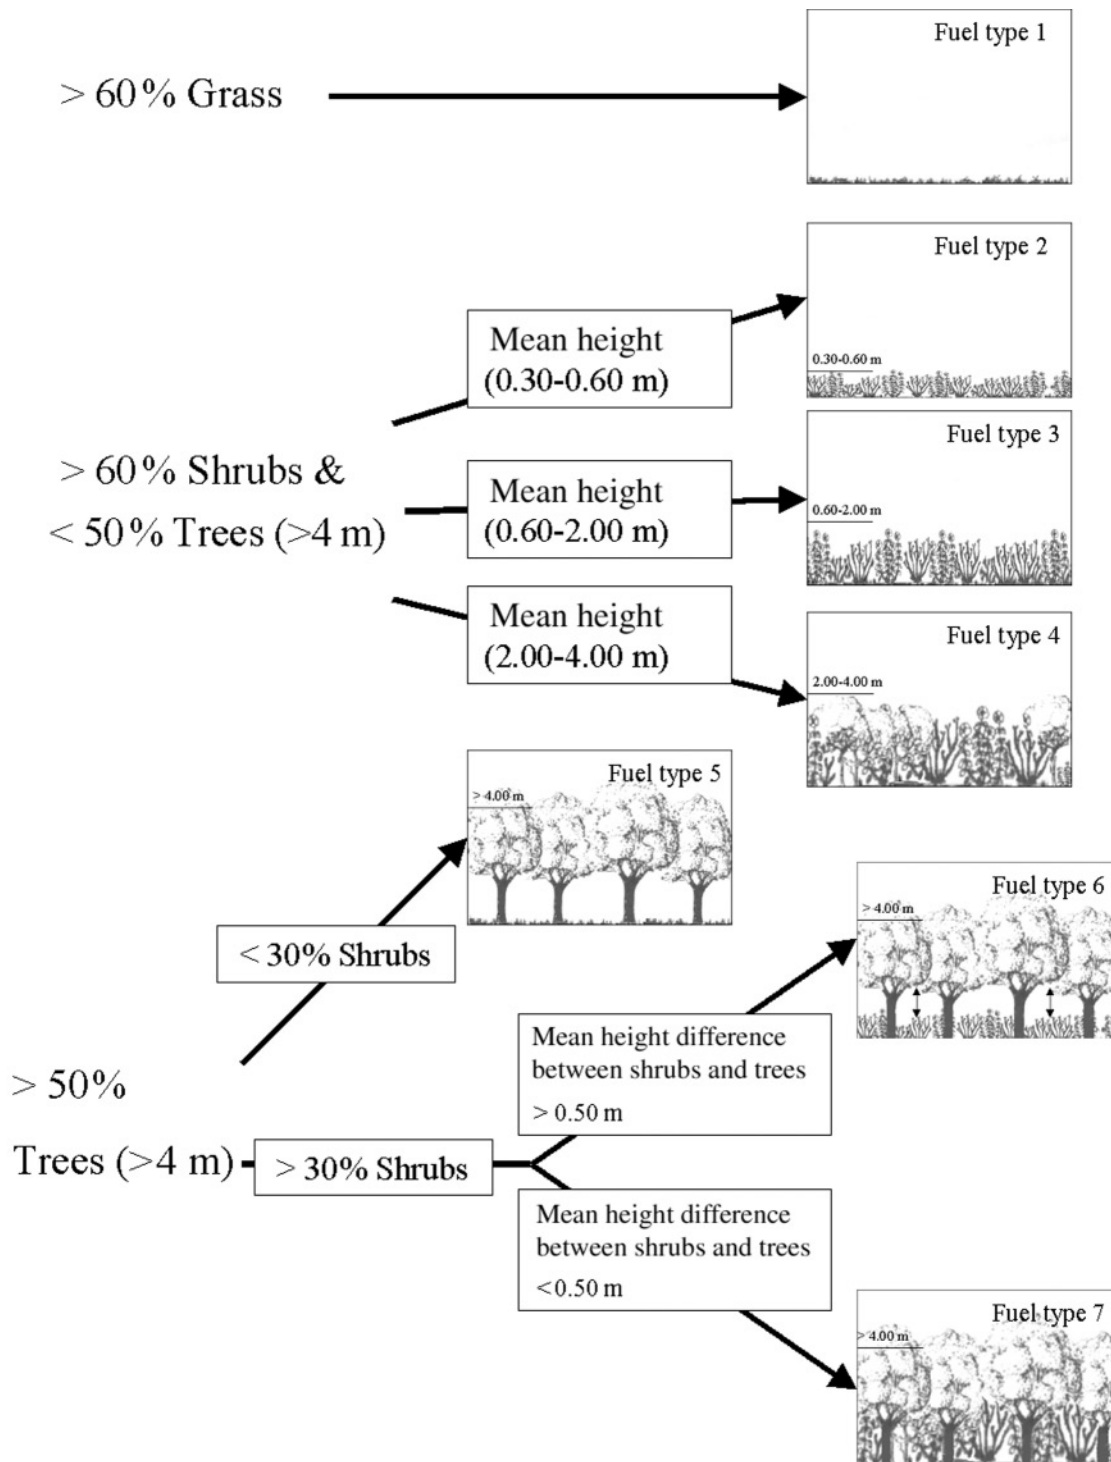 Fuel type 1
> 60% Grass
Fuel type 2
Mean height
(0.30-0.60 m)
0.30-0.60 m
Fuel type 3
> 60% Shrubs &
< 50% Trees (>4 m)
Mean height
(0.60-2.00 m)
0.60-2.00 m
Mean height
(2.00-4.00 m)
Fuel type 4
2.00-4.00 m
Fuel type 5
> 4.00 m
< 30% Shrubs
Fuel type 6
> 4.00 m
Mean height difference
between shrubs and trees
> 0.50 m
> 50%
Trees (>4 m)
> 30% Shrubs
Mean height difference
between shrubs and trees
< 0.50 m
Fuel type 7
> 4.00 m